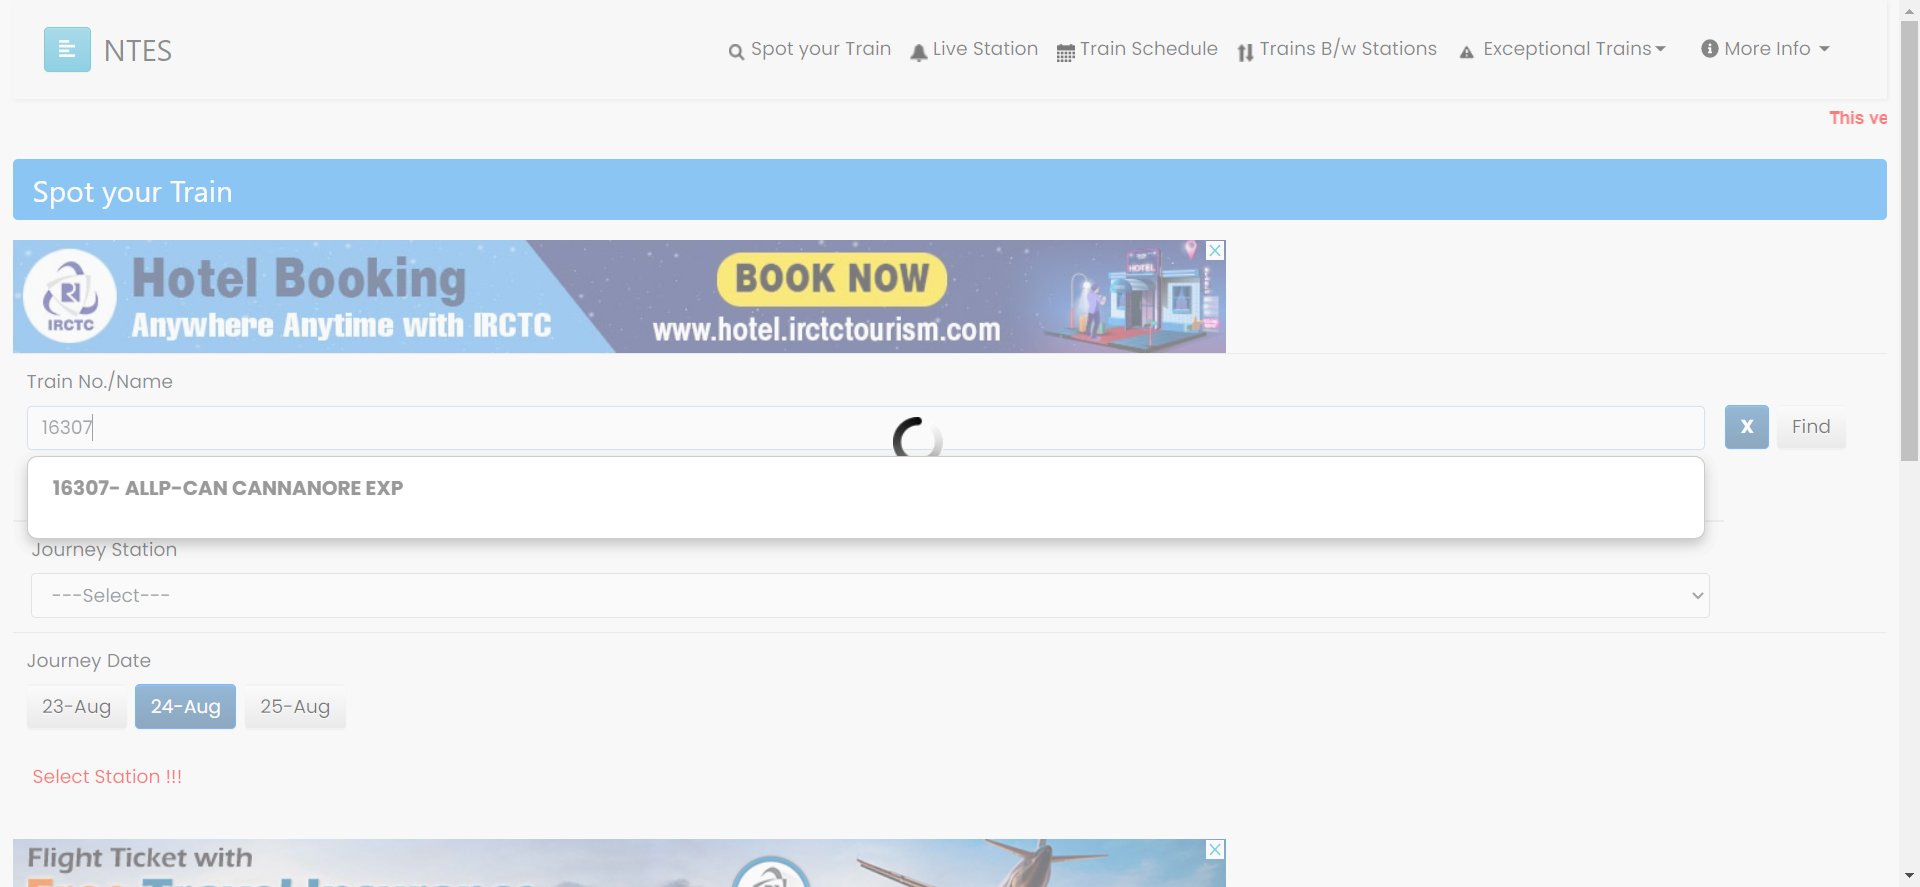 NTES
Spot your Train
Live Station
Train Schedule
Trains B/w Stations
Exceptional Trains
More Info
This ve
Spot your Train
IRCTC
Hotel Booking
Anywhere Anytime with IRCTC
BOOK NOW
www.hotel.irctctourism.com
HOTEL
Train No./Name
16307
X
Find
16307- ALLP-CAN CANNANORE EXP
Journey Station
---Select---
Journey Date
23-Aug
24-Aug
25-Aug
Select Station !!!
Flight Ticket with
Free Travel Insurance